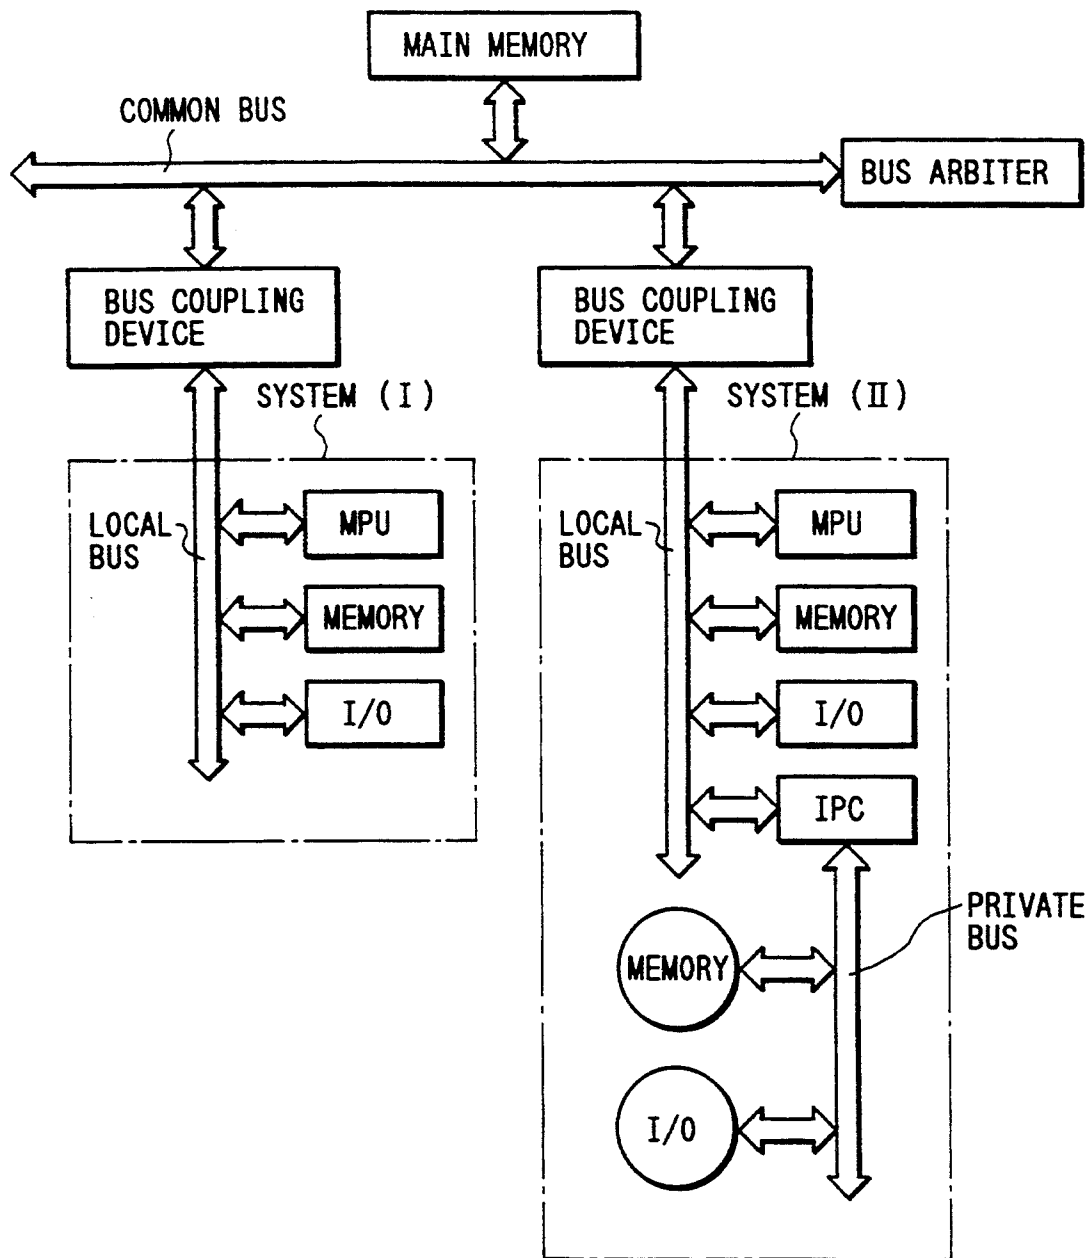 MAIN MEMORY
COMMON BUS
BUS ARBITER
BUS COUPLING
DEVICE
BUS COUPLING
DEVICE
SYSTEM (I)
SYSTEM (II)
LOCAL
BUS
MPU
MEMORY
I/O
LOCAL
BUS
MPU
MEMORY
I/O
IPC
PRIVATE
BUS
MEMORY
I/O